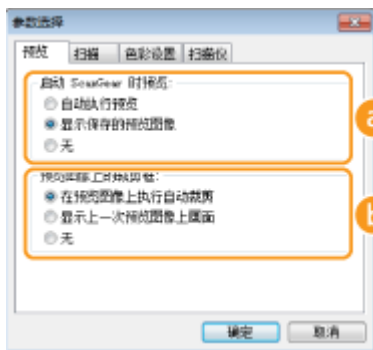 参数选择
预览 扫描 色彩设置 扫描仪
启动 ScanGear 时预览:
自动执行预览
显示保存的预览图像
无
a
预览图像上的裁剪框:
在预览图像上执行自动裁剪
显示上一次预览图像上画面
无
b
确定 取消